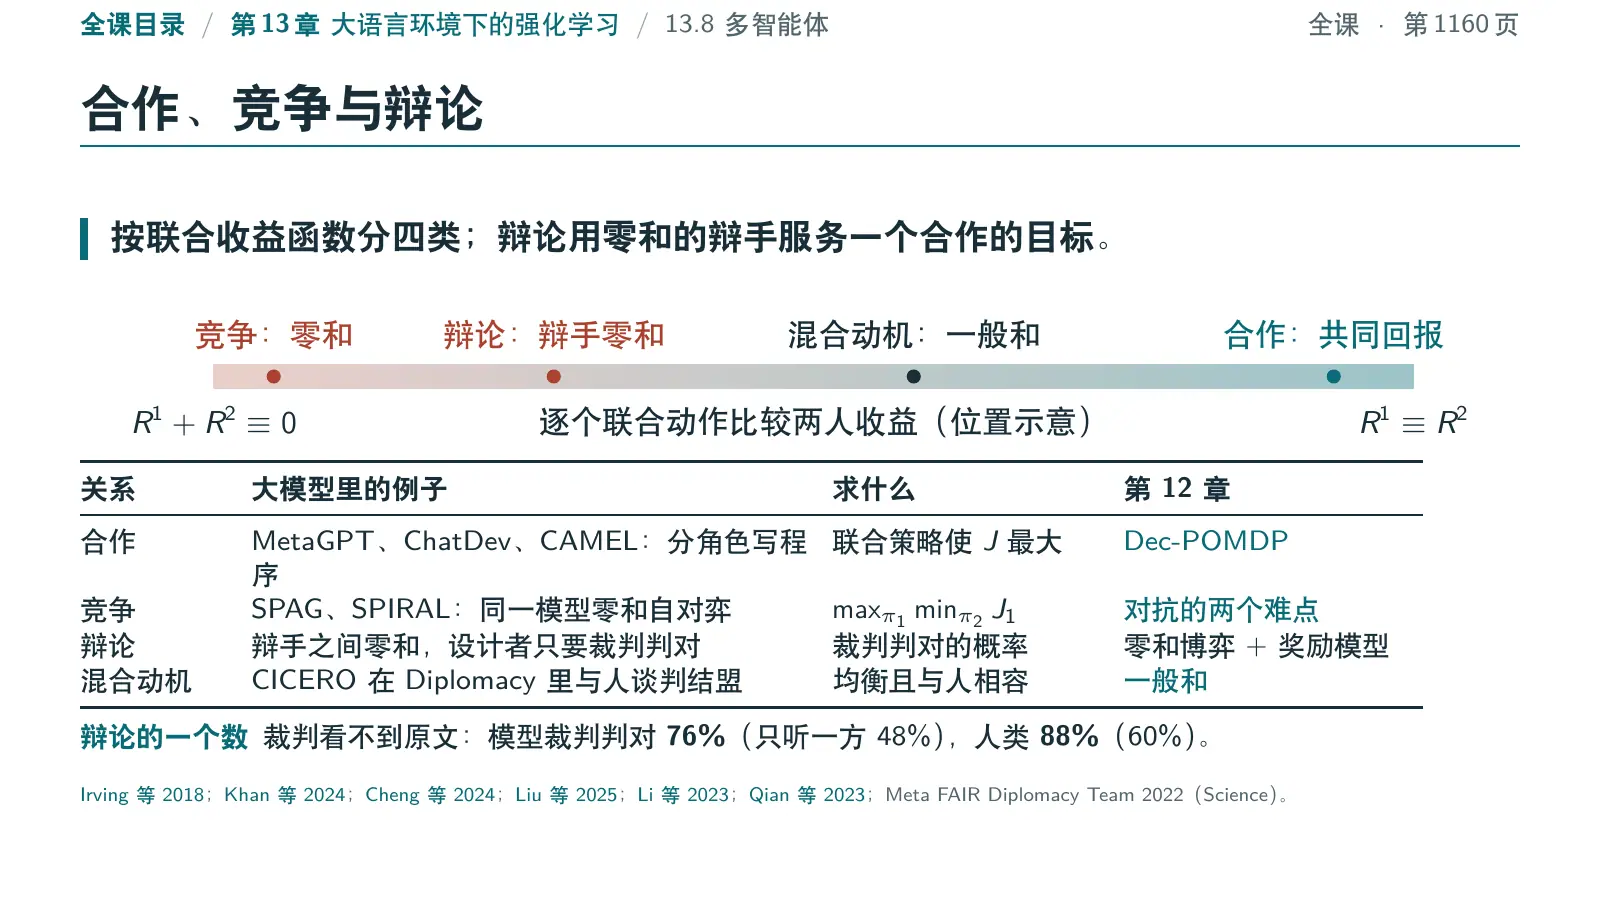 全课目录 / 第13章 大语言环境下的强化学习 / 13.8 多智能体 全课 · 第1160页
合作、竞争与辩论
按联合收益函数分四类；辩论用零和的辩手服务一个合作的目标。
竞争：零和 辩论：辩手零和 混合动机：一般和 合作：共同回报
R¹ + R² ≡ 0 逐个联合动作比较两人收益（位置示意） R¹ ≡ R²
关系 大模型里的例子 求什么 第 12 章
合作 MetaGPT、ChatDev、CAMEL：分角色写程 联合策略使 J 最大 Dec-POMDP
序
竞争 SPAG、SPIRAL：同一模型零和自对弈 max_π₁ min_π₂ J₁ 对抗的两个难点
辩论 辩手之间零和，设计者只要裁判判对 裁判判对的概率 零和博弈 + 奖励模型
混合动机 CICERO 在 Diplomacy 里与人谈判结盟 均衡且与人相容 一般和
辩论的一个数 裁判看不到原文：模型裁判判对 76%（只听一方 48%），人类 88%（60%）。
Irving 等 2018；Khan 等 2024；Cheng 等 2024；Liu 等 2025；Li 等 2023；Qian 等 2023；Meta FAIR Diplomacy Team 2022 (Science)。